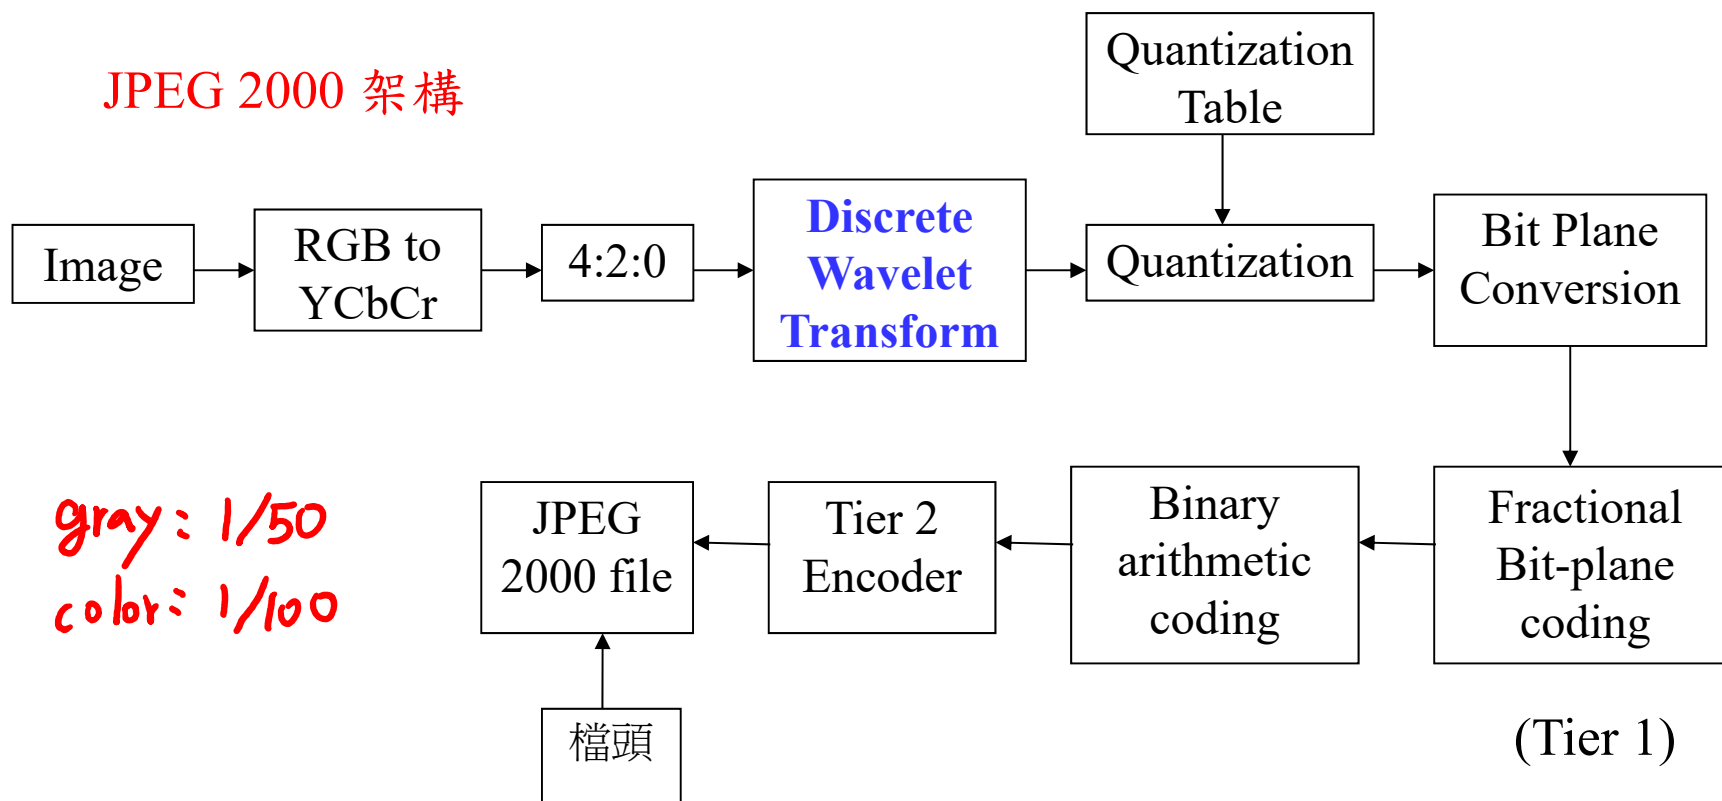 JPEG 2000 架構
Quantization
Table
Image
RGB to
YCbCr
4:2:0
Discrete
Wavelet
Transform
Quantization
Bit Plane
Conversion
gray: 1/50
color: 1/100
JPEG
2000 file
Tier 2
Encoder
Binary
arithmetic
coding
Fractional
Bit-plane
coding
檔頭
(Tier 1)